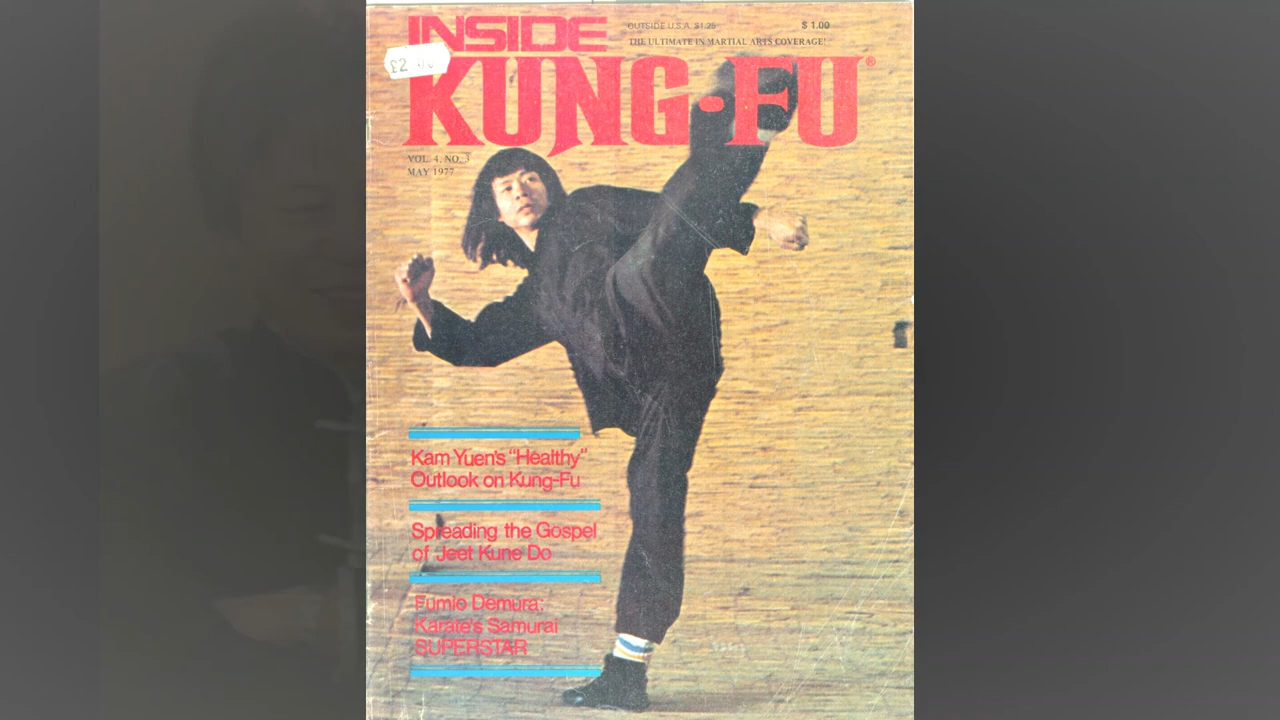 INSIDE
OUTSIDE U.S.A. $1.25
$ 1.00
THE ULTIMATE IN MARTIAL ARTS COVERAGE!
£2
KUNG-FU®
VOL. 4, NO. 3
MAY 1977
Kam Yuen's "Healthy"
Outlook on Kung-Fu
Spreading the Gospel
of Jeet Kune Do
Fumio Demura:
Karate's Samurai
SUPERSTAR